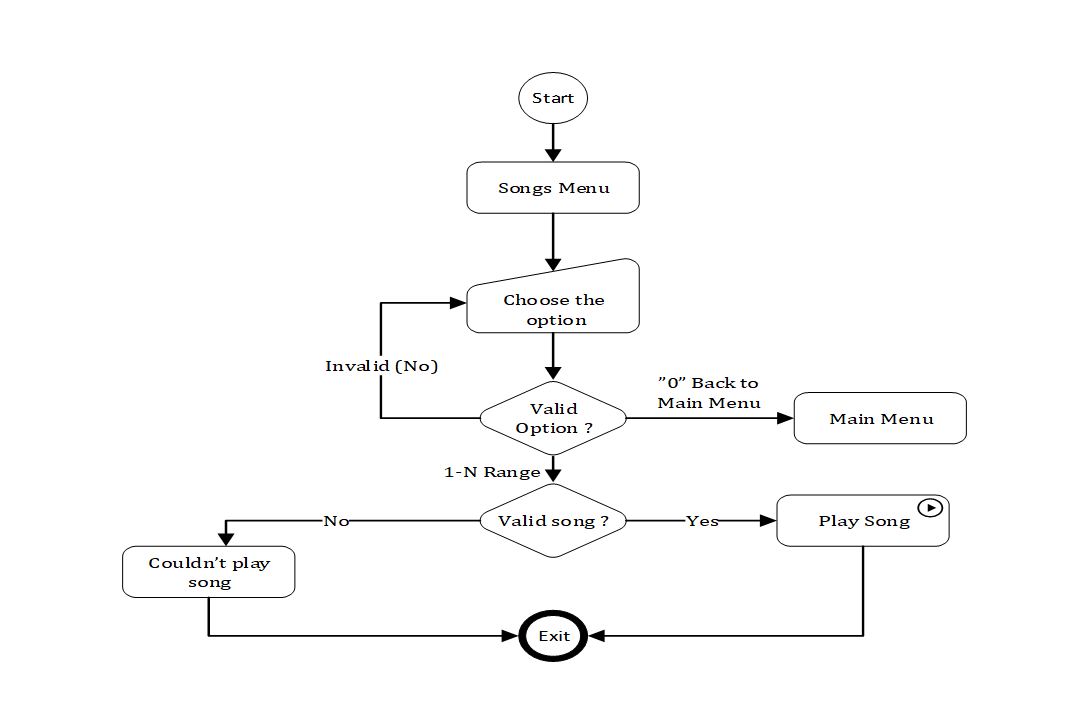 Start
Songs Menu
Choose the
option
Invalid (No)
”0” Back to
Main Menu
Valid
Option ?
Main Menu
1-N Range
No
Valid song ?
Yes
Play Song
Couldn’t play
song
Exit